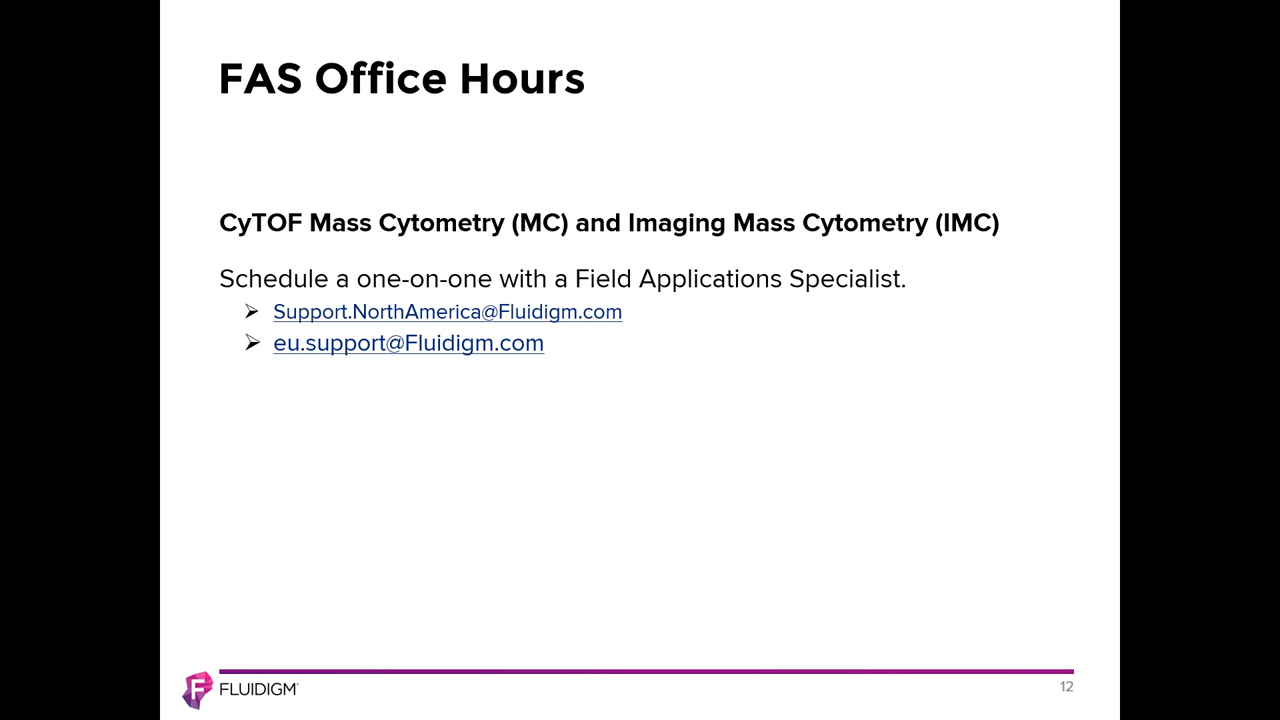 FAS Office Hours
CyTOF Mass Cytometry (MC) and Imaging Mass Cytometry (IMC)
Schedule a one-on-one with a Field Applications Specialist.
Support.NorthAmerica@Fluidigm.com
eu.support@Fluidigm.com
F FLUIDIGM
12